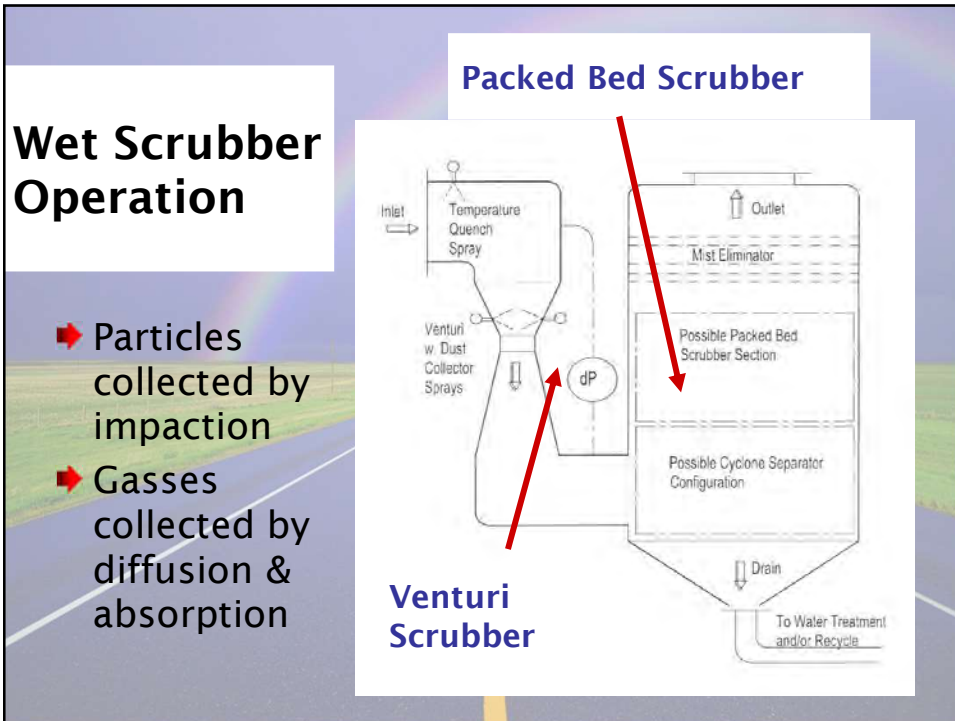 Packed Bed Scrubber
Wet Scrubber
Operation
Particles
collected by
impaction
Gasses
collected by
diffusion &
absorption
Inlet
Temperature
Quench
Spray
Outlet
Mist Eliminator
Venturi
w. Dust
Collector
Sprays
dP
Possible Packed Bed
Scrubber Section
Possible Cyclone Separator
Configuration
Drain
Venturi
Scrubber
To Water Treatment
and/or Recycle